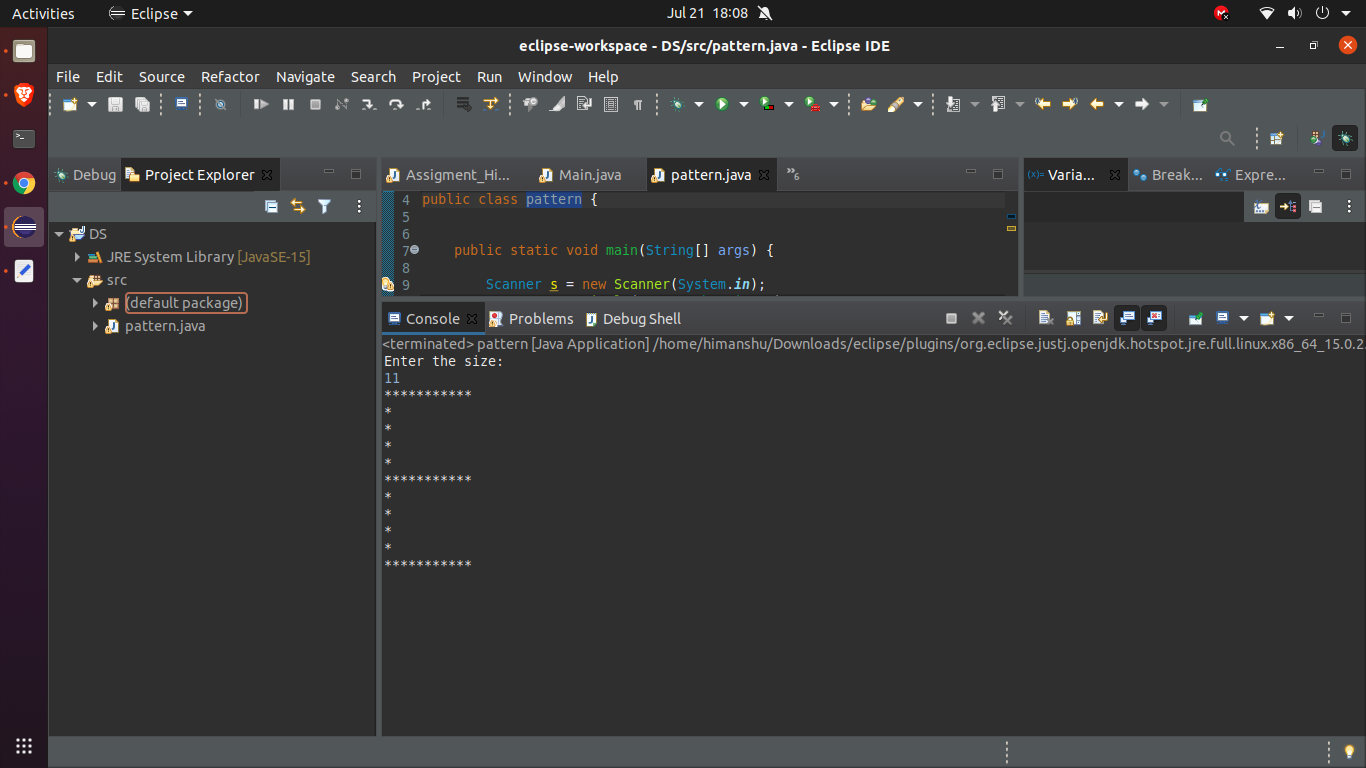 Activities Eclipse Jul 21 18:08
eclipse-workspace - DS/src/pattern.java - Eclipse IDE
File Edit Source Refactor Navigate Search Project Run Window Help
Debug Project Explorer
DS
JRE System Library [JavaSE-15]
src
(default package)
pattern.java
Assigment_Hi... Main.java pattern.java »6
4 public class pattern {
5
6
7 public static void main(String[] args) {
8
9 Scanner s = new Scanner(System.in);
(x)= Varia... Break... Expre...
Console Problems Debug Shell
<terminated> pattern [Java Application] /home/himanshu/Downloads/eclipse/plugins/org.eclipse.justj.openjdk.hotspot.jre.full.linux.x86_64_15.0.2.
Enter the size:
11
***********
*
*
*
*
***********
*
*
*
*
***********